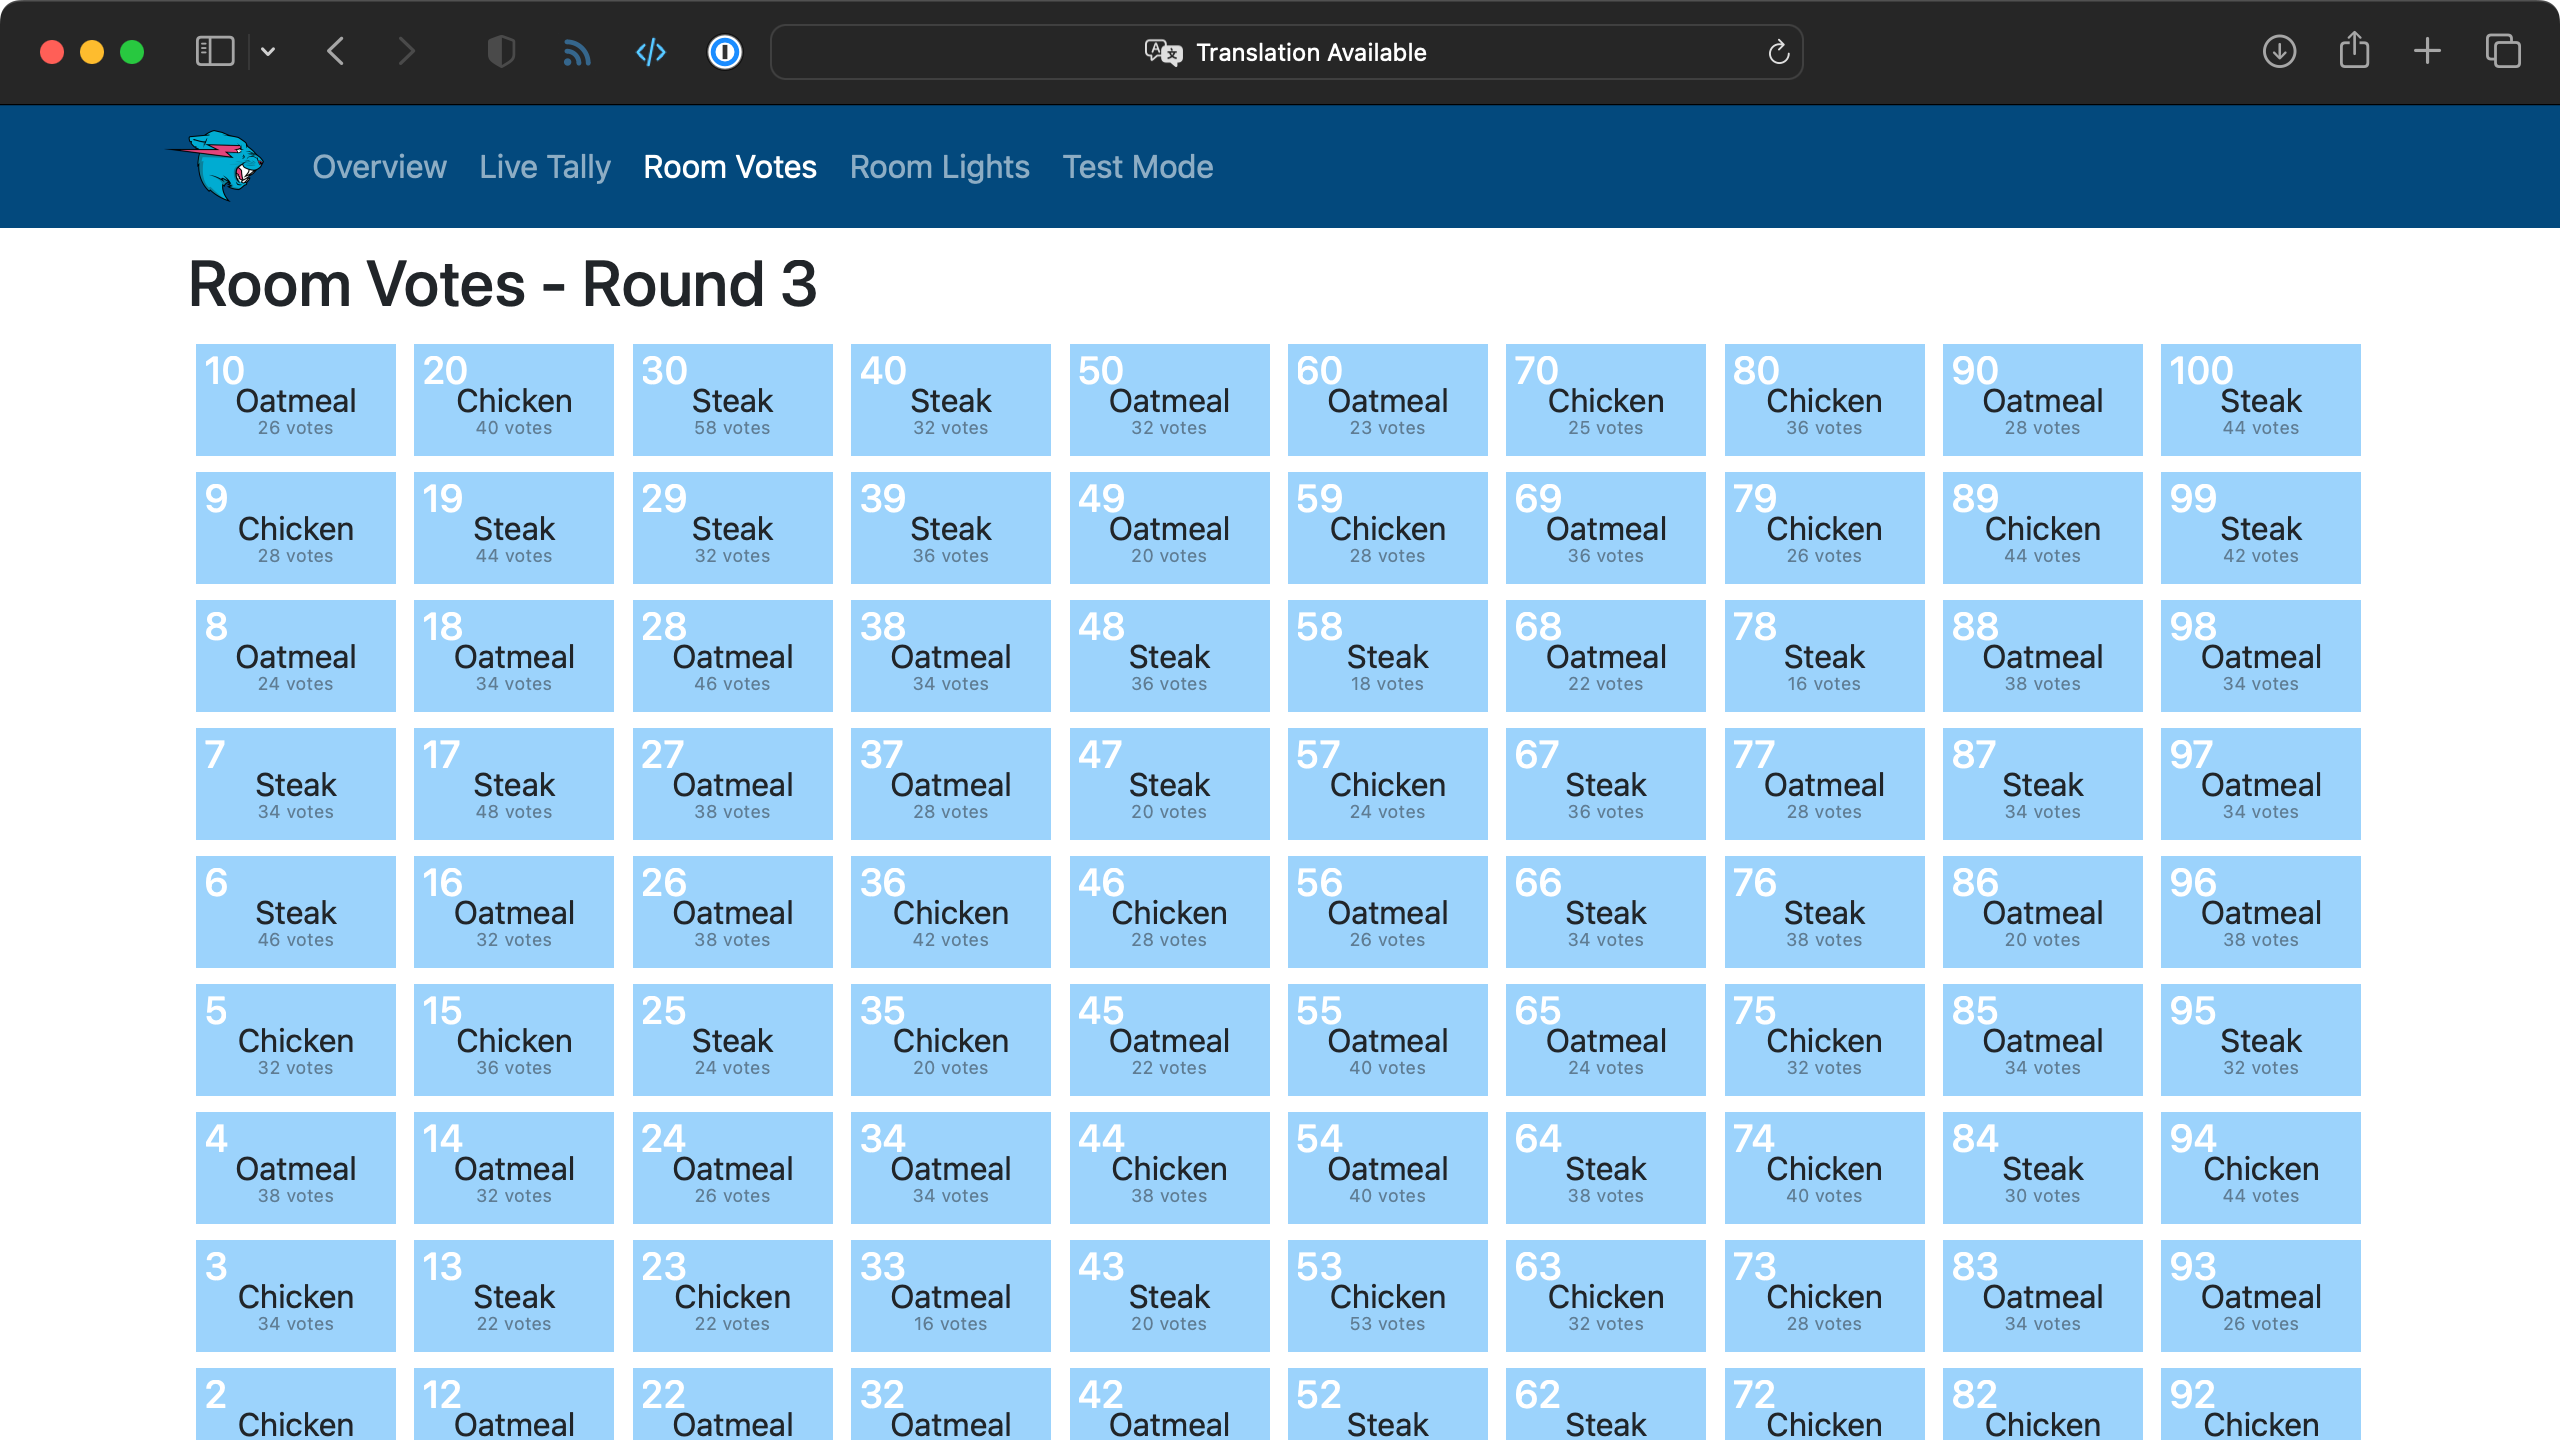 Translation Available
Overview Live Tally Room Votes Room Lights Test Mode
Room Votes - Round 3
10 20 30 40 50 60 70 80 90 100
Oatmeal Chicken Steak Steak Oatmeal Oatmeal Chicken Chicken Oatmeal Steak
26 votes 40 votes 58 votes 32 votes 32 votes 23 votes 25 votes 36 votes 28 votes 44 votes
9 19 29 39 49 59 69 79 89 99
Chicken Steak Steak Steak Oatmeal Chicken Oatmeal Chicken Chicken Steak
28 votes 44 votes 32 votes 36 votes 20 votes 28 votes 36 votes 26 votes 44 votes 42 votes
8 18 28 38 48 58 68 78 88 98
Oatmeal Oatmeal Oatmeal Oatmeal Steak Steak Oatmeal Steak Oatmeal Oatmeal
24 votes 34 votes 46 votes 34 votes 36 votes 18 votes 22 votes 16 votes 38 votes 34 votes
7 17 27 37 47 57 67 77 87 97
Steak Steak Oatmeal Oatmeal Steak Chicken Steak Oatmeal Steak Oatmeal
34 votes 48 votes 38 votes 28 votes 20 votes 24 votes 36 votes 28 votes 34 votes 34 votes
6 16 26 36 46 56 66 76 86 96
Steak Oatmeal Oatmeal Chicken Chicken Oatmeal Steak Steak Oatmeal Oatmeal
46 votes 32 votes 38 votes 42 votes 28 votes 26 votes 34 votes 38 votes 20 votes 38 votes
5 15 25 35 45 55 65 75 85 95
Chicken Chicken Steak Chicken Oatmeal Oatmeal Oatmeal Chicken Oatmeal Steak
32 votes 36 votes 24 votes 20 votes 22 votes 40 votes 24 votes 32 votes 34 votes 32 votes
4 14 24 34 44 54 64 74 84 94
Oatmeal Oatmeal Oatmeal Oatmeal Chicken Oatmeal Steak Chicken Steak Chicken
38 votes 32 votes 26 votes 34 votes 38 votes 40 votes 38 votes 40 votes 30 votes 44 votes
3 13 23 33 43 53 63 73 83 93
Chicken Steak Chicken Oatmeal Steak Chicken Chicken Chicken Oatmeal Oatmeal
34 votes 22 votes 22 votes 16 votes 20 votes 53 votes 32 votes 28 votes 34 votes 26 votes
2 12 22 32 42 52 62 72 82 92
Chicken Oatmeal Oatmeal Oatmeal Oatmeal Steak Steak Chicken Chicken Chicken